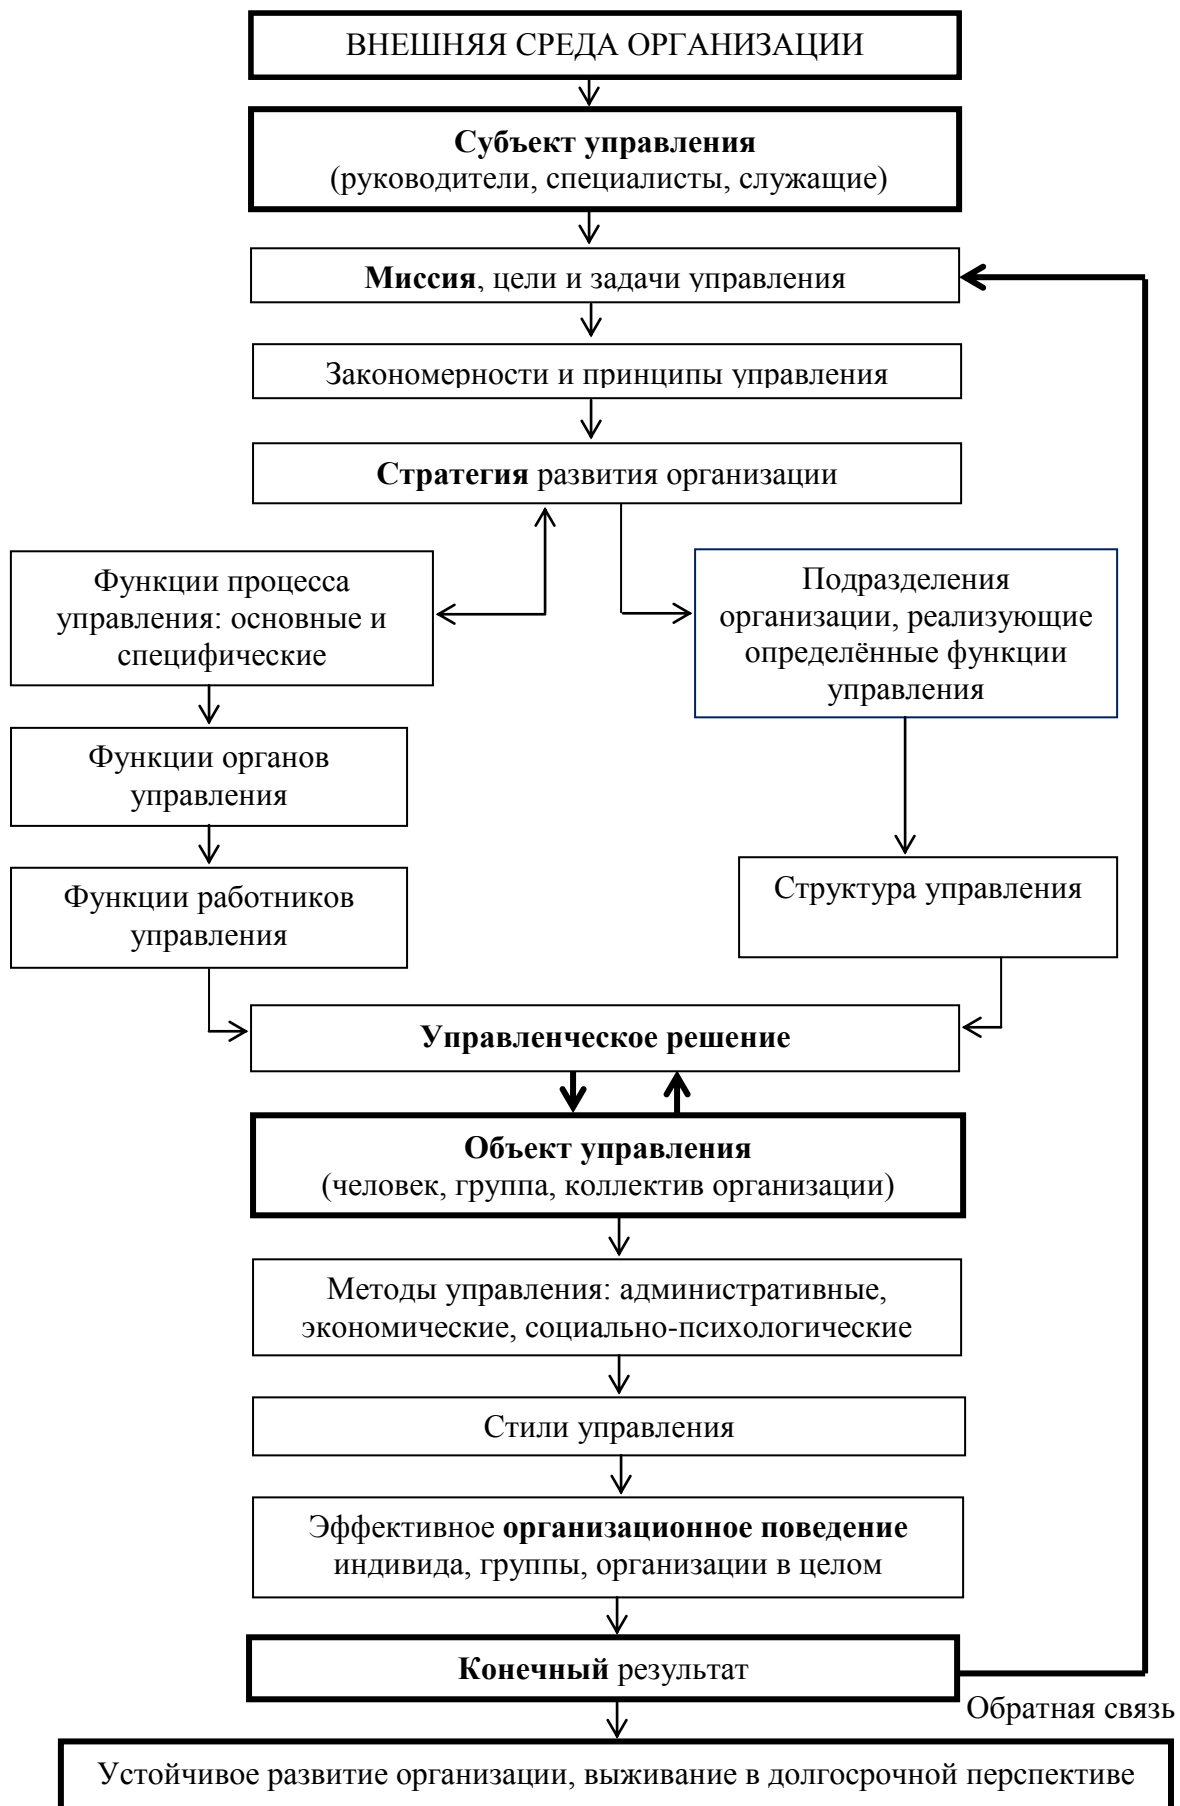 ВНЕШНЯЯ СРЕДА ОРГАНИЗАЦИИ
Субъект управления
(руководители, специалисты, служащие)
Миссия, цели и задачи управления
Закономерности и принципы управления
Стратегия развития организации
Функции процесса
управления: основные и
специфические
Подразделения
организации, реализующие
определённые функции
управления
Функции органов
управления
Функции работников
управления
Структура управления
Управленческое решение
Объект управления
(человек, группа, коллектив организации)
Методы управления: административные,
экономические, социально-психологические
Стили управления
Эффективное организационное поведение
индивида, группы, организации в целом
Конечный результат
Обратная связь
Устойчивое развитие организации, выживание в долгосрочной перспективе